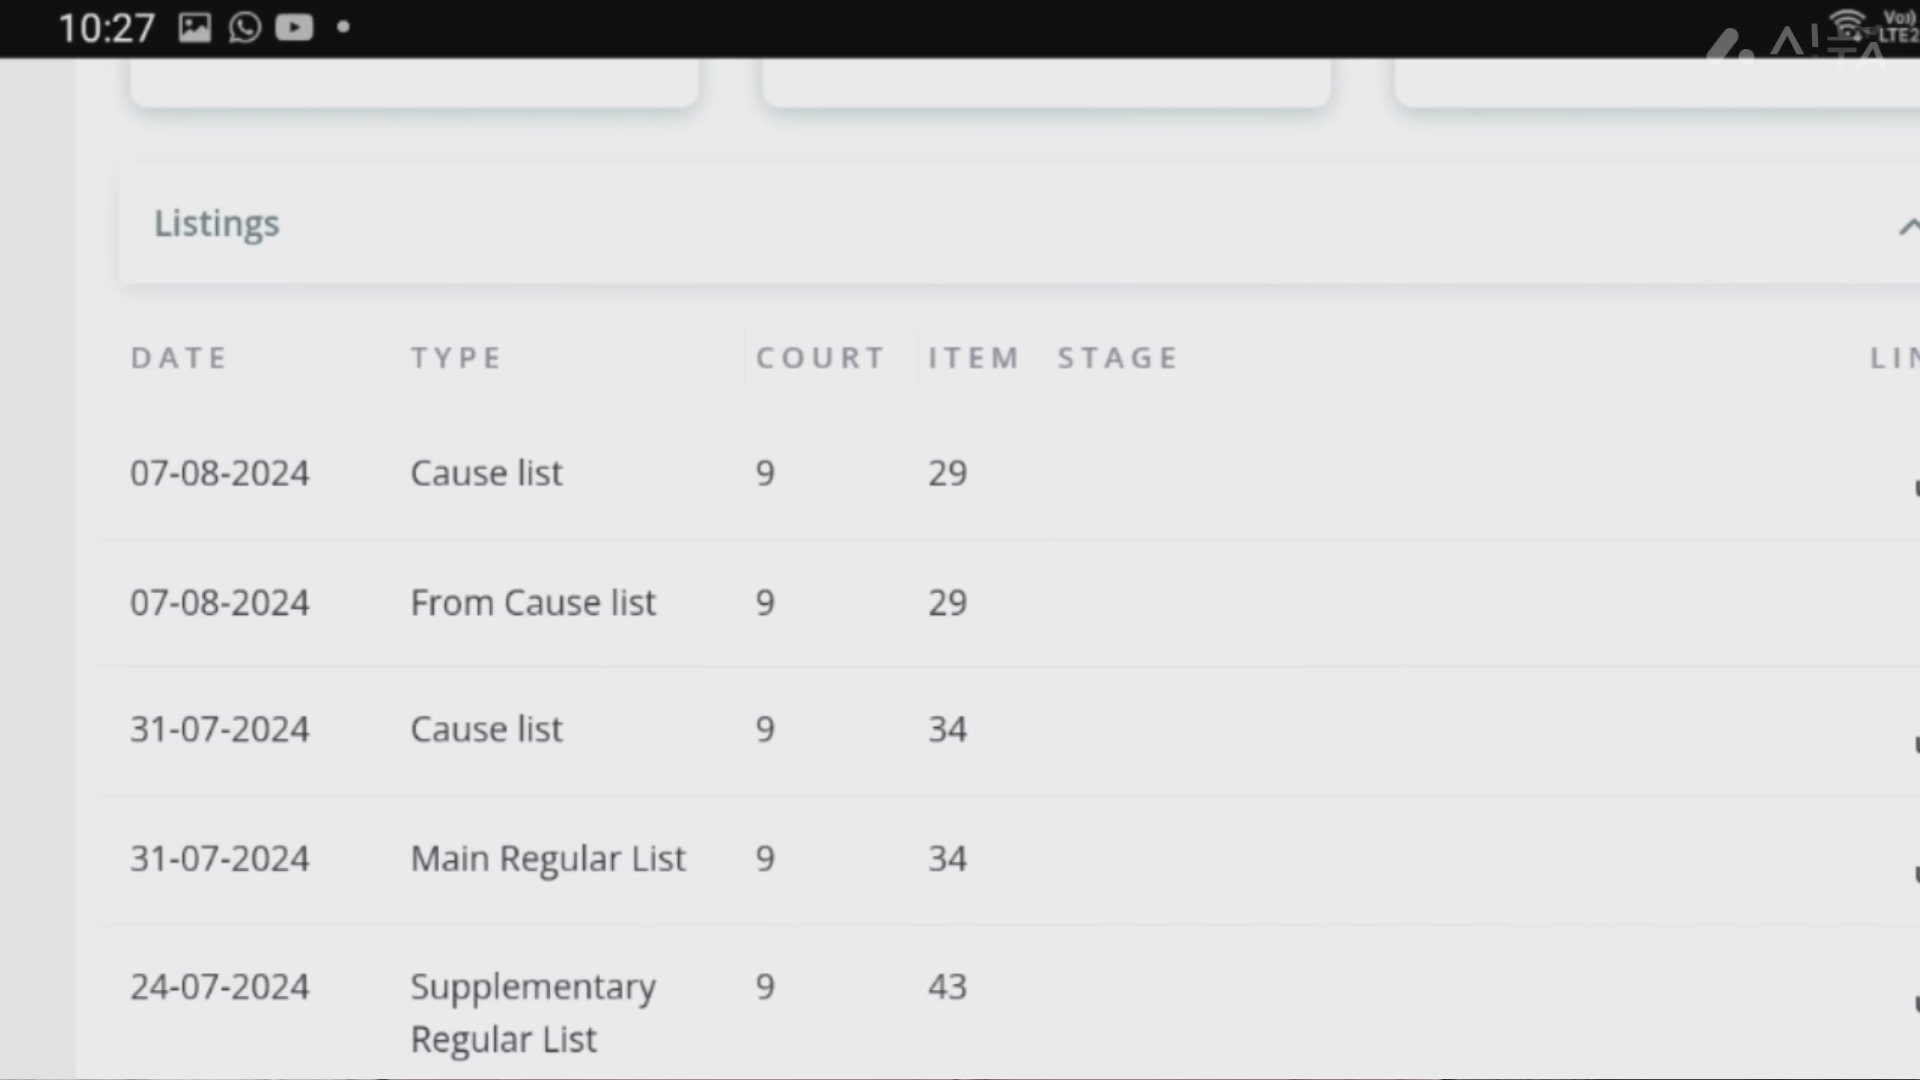 10:27
Vo)) LTE2
Listings
DATE TYPE COURT ITEM STAGE
07-08-2024 Cause list 9 29
07-08-2024 From Cause list 9 29
31-07-2024 Cause list 9 34
31-07-2024 Main Regular List 9 34
24-07-2024 Supplementary 9 43
Regular List